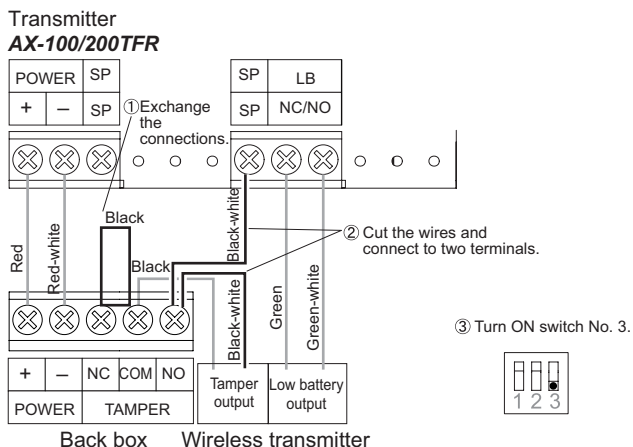 Transmitter
AX-100/200TFR
POWER SP
+ – SP
SP LB
SP NC/NO
①Exchange
the
connections.
Black
Black-white
② Cut the wires and
connect to two terminals.
Red
Red-white
Black
Black-white
Green
Green-white
③ Turn ON switch No. 3.
1 2 3
+ – NC COM NO
POWER TAMPER
Tamper
output
Low battery
output
Back box
Wireless transmitter